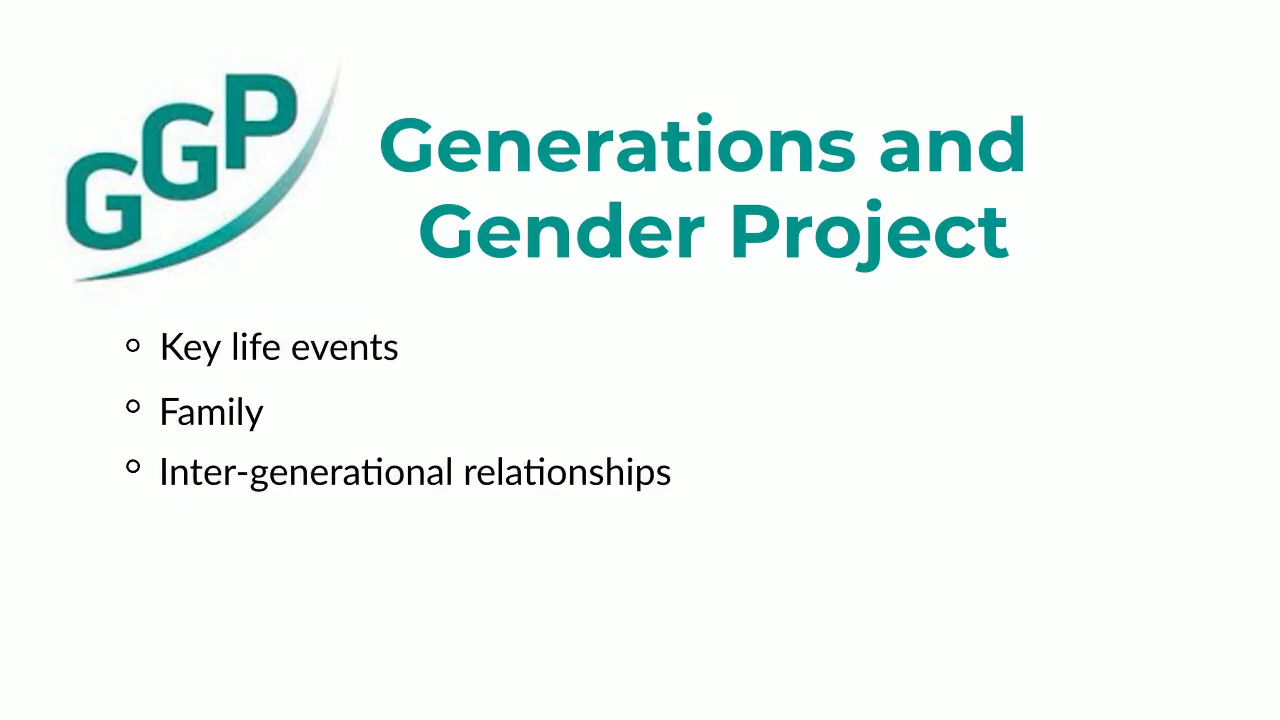 GGP
Generations and
Gender Project
Key life events
Family
Inter-generational relationships